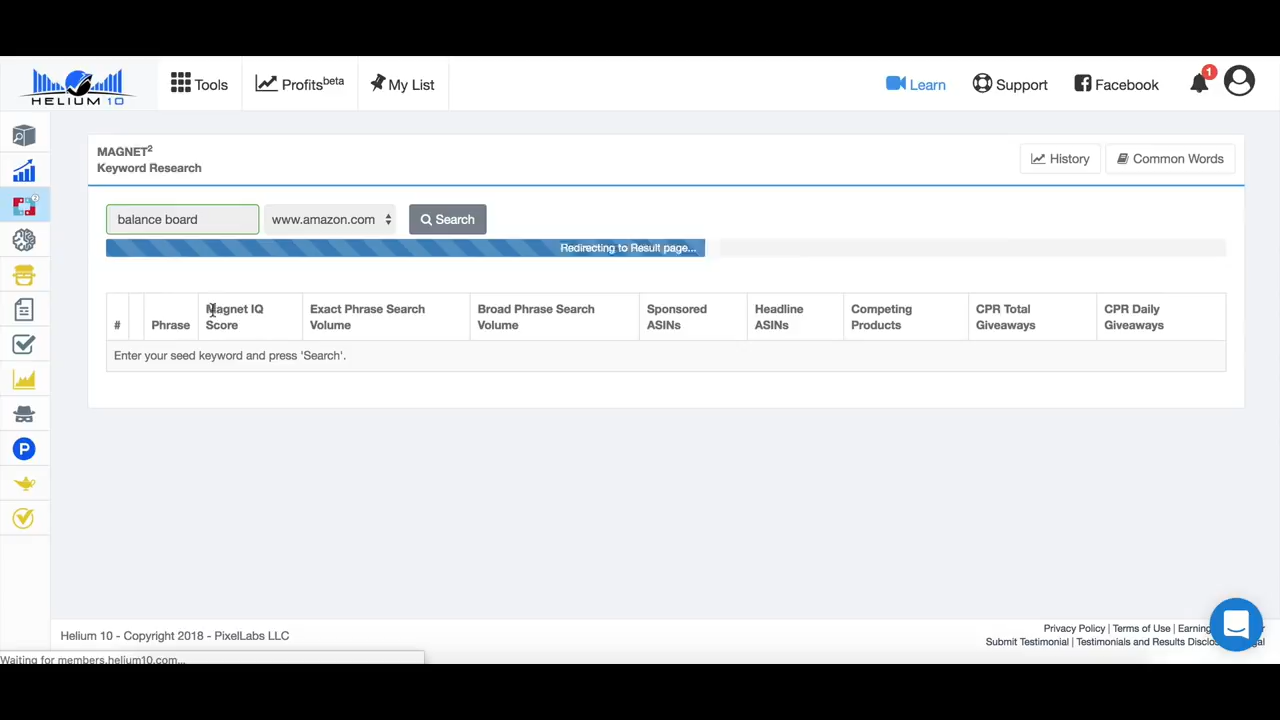 HELIUM 10
Tools
Profitsbeta
My List
Learn
Support
Facebook
1
MAGNET2
Keyword Research
History
Common Words
2
balance board
www.amazon.com
Search
Redirecting to Result page...
#
Phrase
Magnet IQ
Score
Exact Phrase Search
Volume
Broad Phrase Search
Volume
Sponsored
ASINs
Headline
ASINs
Competing
Products
CPR Total
Giveaways
CPR Daily
Giveaways
Enter your seed keyword and press 'Search'.
P
Helium 10 - Copyright 2018 - PixelLabs LLC
Privacy Policy | Terms of Use | Earning
Submit Testimonial | Testimonials and Results Disclos
Waiting for members.helium10.com...